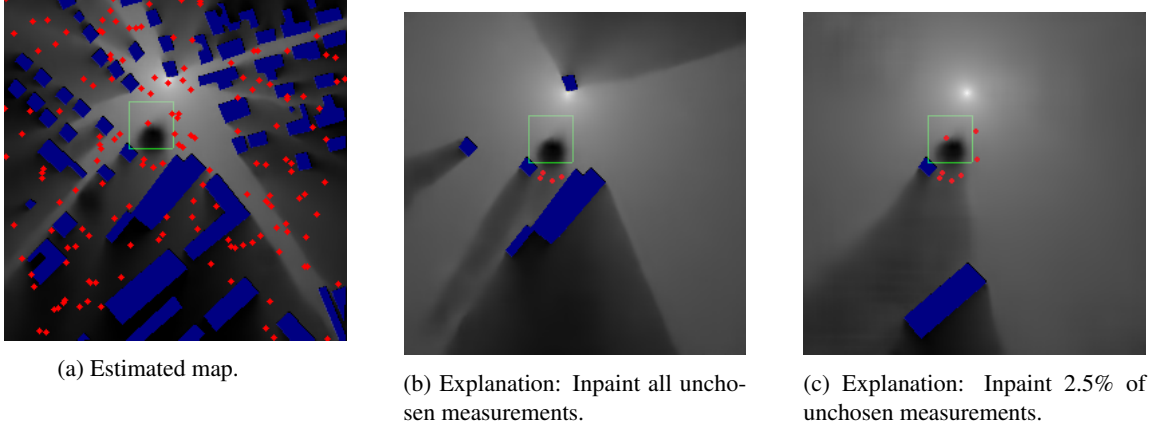 (a) Estimated map.
(b) Explanation: Inpaint all uncho-
sen measurements.
(c) Explanation: Inpaint 2.5% of
unchosen measurements.